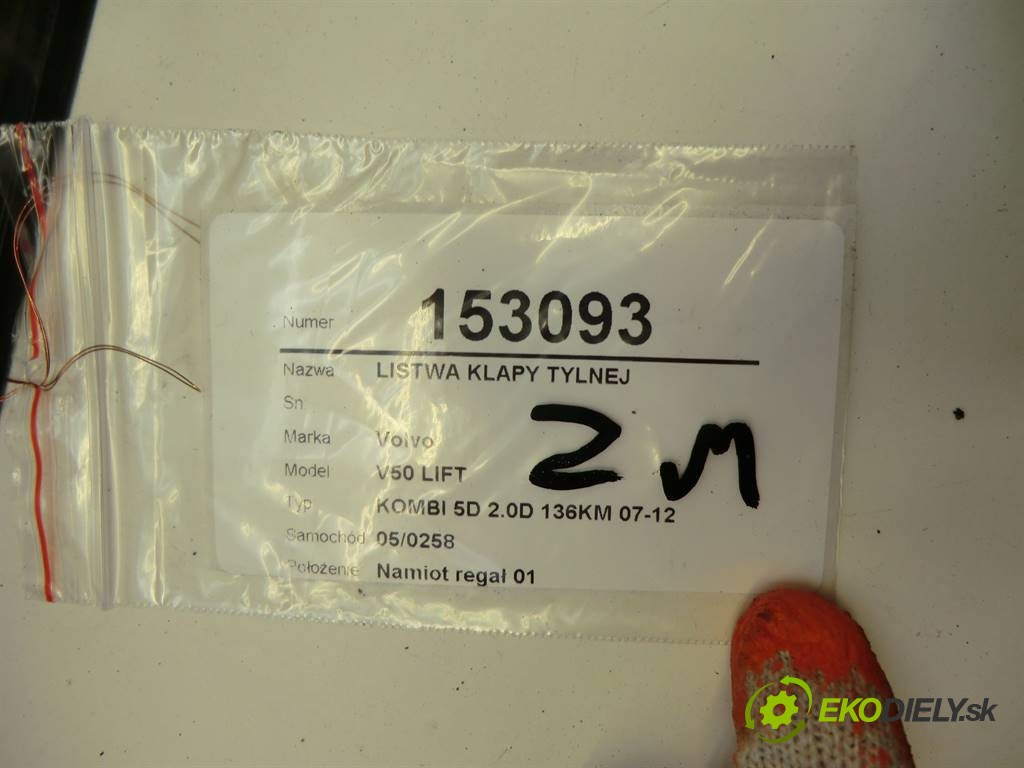 Numer 153093
Nazwa LISTWA KLAPY TYLNEJ
Sn
Marka Volvo
Model V50 LIFT
Typ KOMBI 5D 2.0D 136KM 07-12
Samochód 05/0258
Położenie Namiot regał 01
EKODIELY.sk